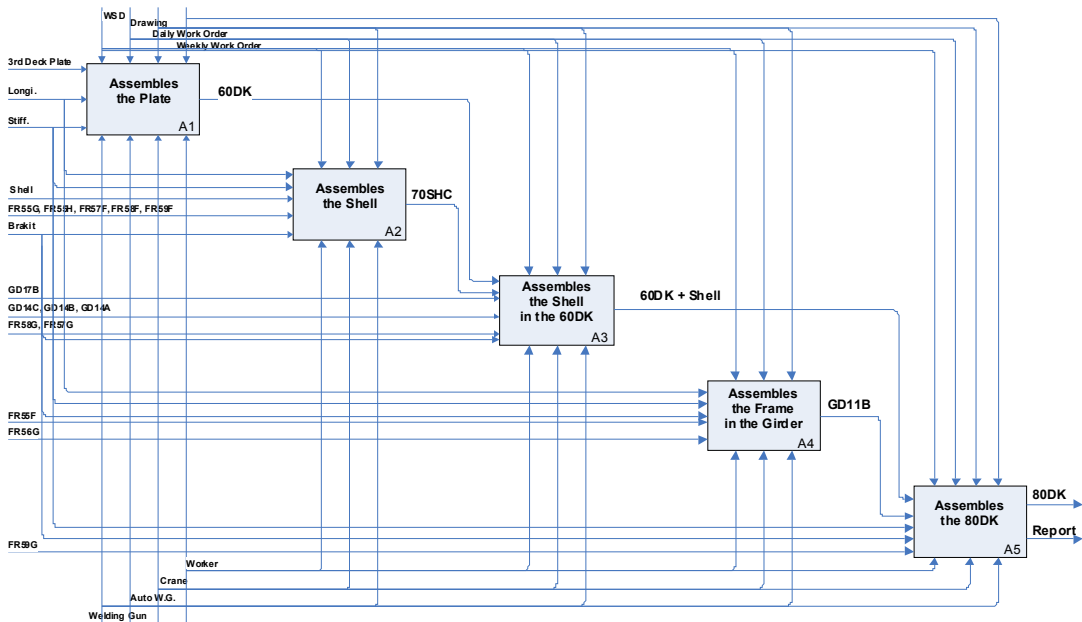 WSD
Drawing
Daily Work Order
Weekly Work Order
3rd Deck Plate
Longi.
Stiff.
Assembles
the Plate
A1
60DK
Shell
FR55G, FR55H, FR57F, FR58F, FR59F
Brakit
Assembles
the Shell
A2
70SHC
GD17B
GD14C, GD14B, GD14A
FR58G, FR57G
Assembles
the Shell
in the 60DK
A3
60DK + Shell
FR55F
FR56G
Assembles
the Frame
in the Girder
A4
GD11B
FR59G
Assembles
the 80DK
A5
80DK
Report
Worker
Crane
Auto W.G.
Welding Gun